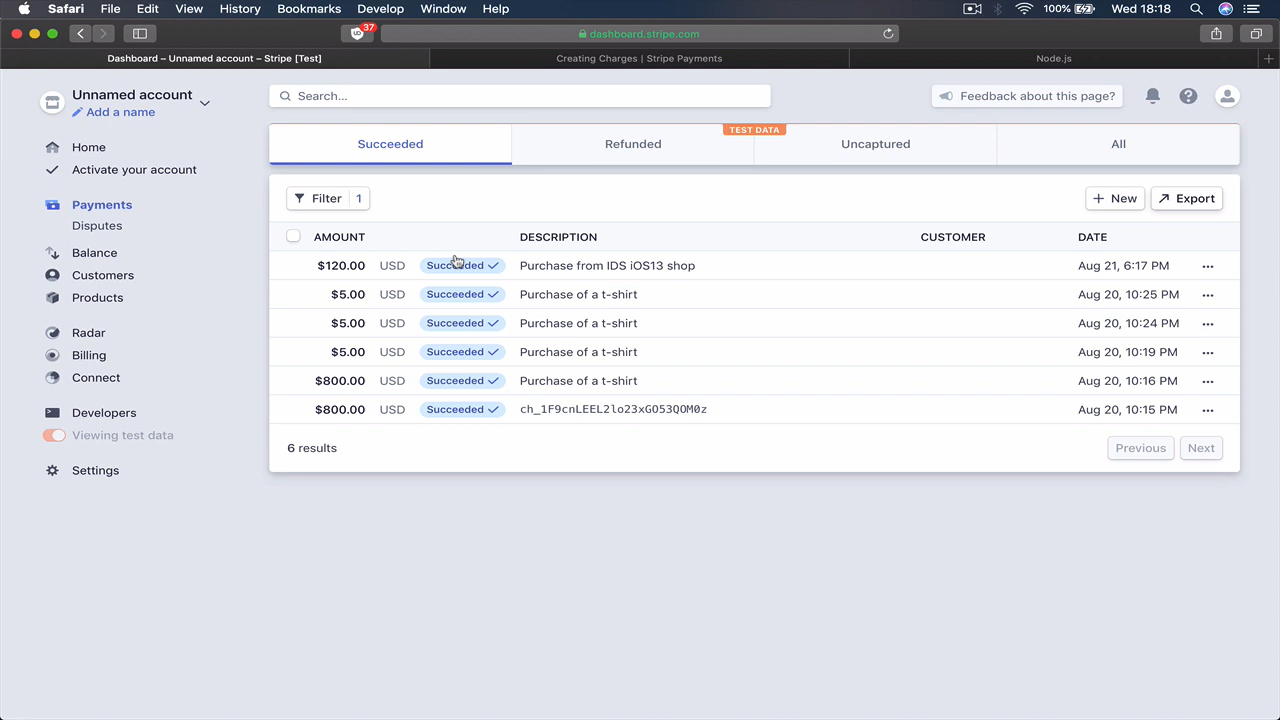 Safari File Edit View History Bookmarks Develop Window Help 100% Wed 18:18
37 dashboard.stripe.com
Dashboard – Unnamed account – Stripe [Test] Creating Charges | Stripe Payments Node.js
Unnamed account
Add a name
Search...
Feedback about this page?
Home
Activate your account
Payments
Disputes
Balance
Customers
Products
Radar
Billing
Connect
Developers
Viewing test data
Settings
TEST DATA
Succeeded Refunded Uncaptured All
Filter 1 New Export
AMOUNT DESCRIPTION CUSTOMER DATE
$120.00 USD Succeeded Purchase from IDS iOS13 shop Aug 21, 6:17 PM
$5.00 USD Succeeded Purchase of a t-shirt Aug 20, 10:25 PM
$5.00 USD Succeeded Purchase of a t-shirt Aug 20, 10:24 PM
$5.00 USD Succeeded Purchase of a t-shirt Aug 20, 10:19 PM
$800.00 USD Succeeded Purchase of a t-shirt Aug 20, 10:16 PM
$800.00 USD Succeeded ch_1F9cnLEEL2lo23xGO53QOM0z Aug 20, 10:15 PM
6 results Previous Next